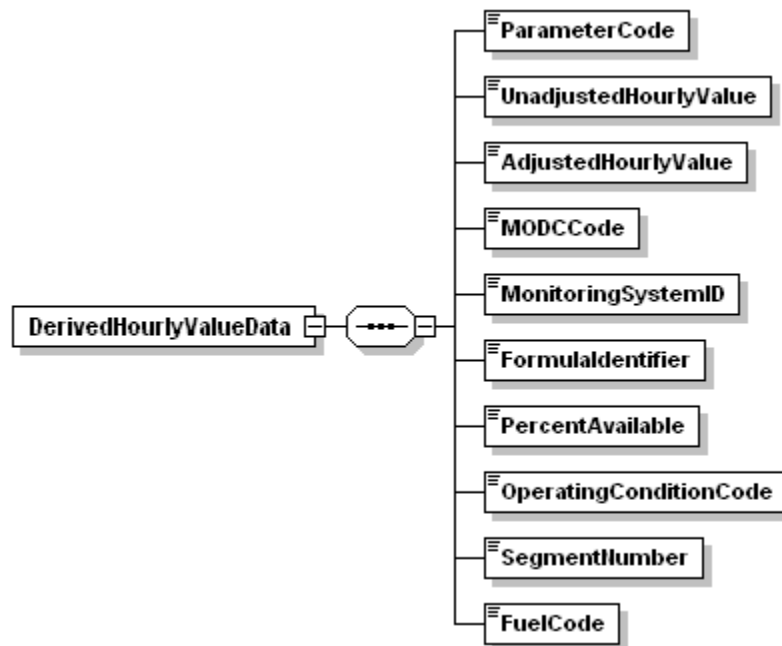 ParameterCode
UnadjustedHourlyValue
AdjustedHourlyValue
MODCCode
MonitoringSystemID
DerivedHourlyValueData
FormulaIdentifier
PercentAvailable
OperatingConditionCode
SegmentNumber
FuelCode